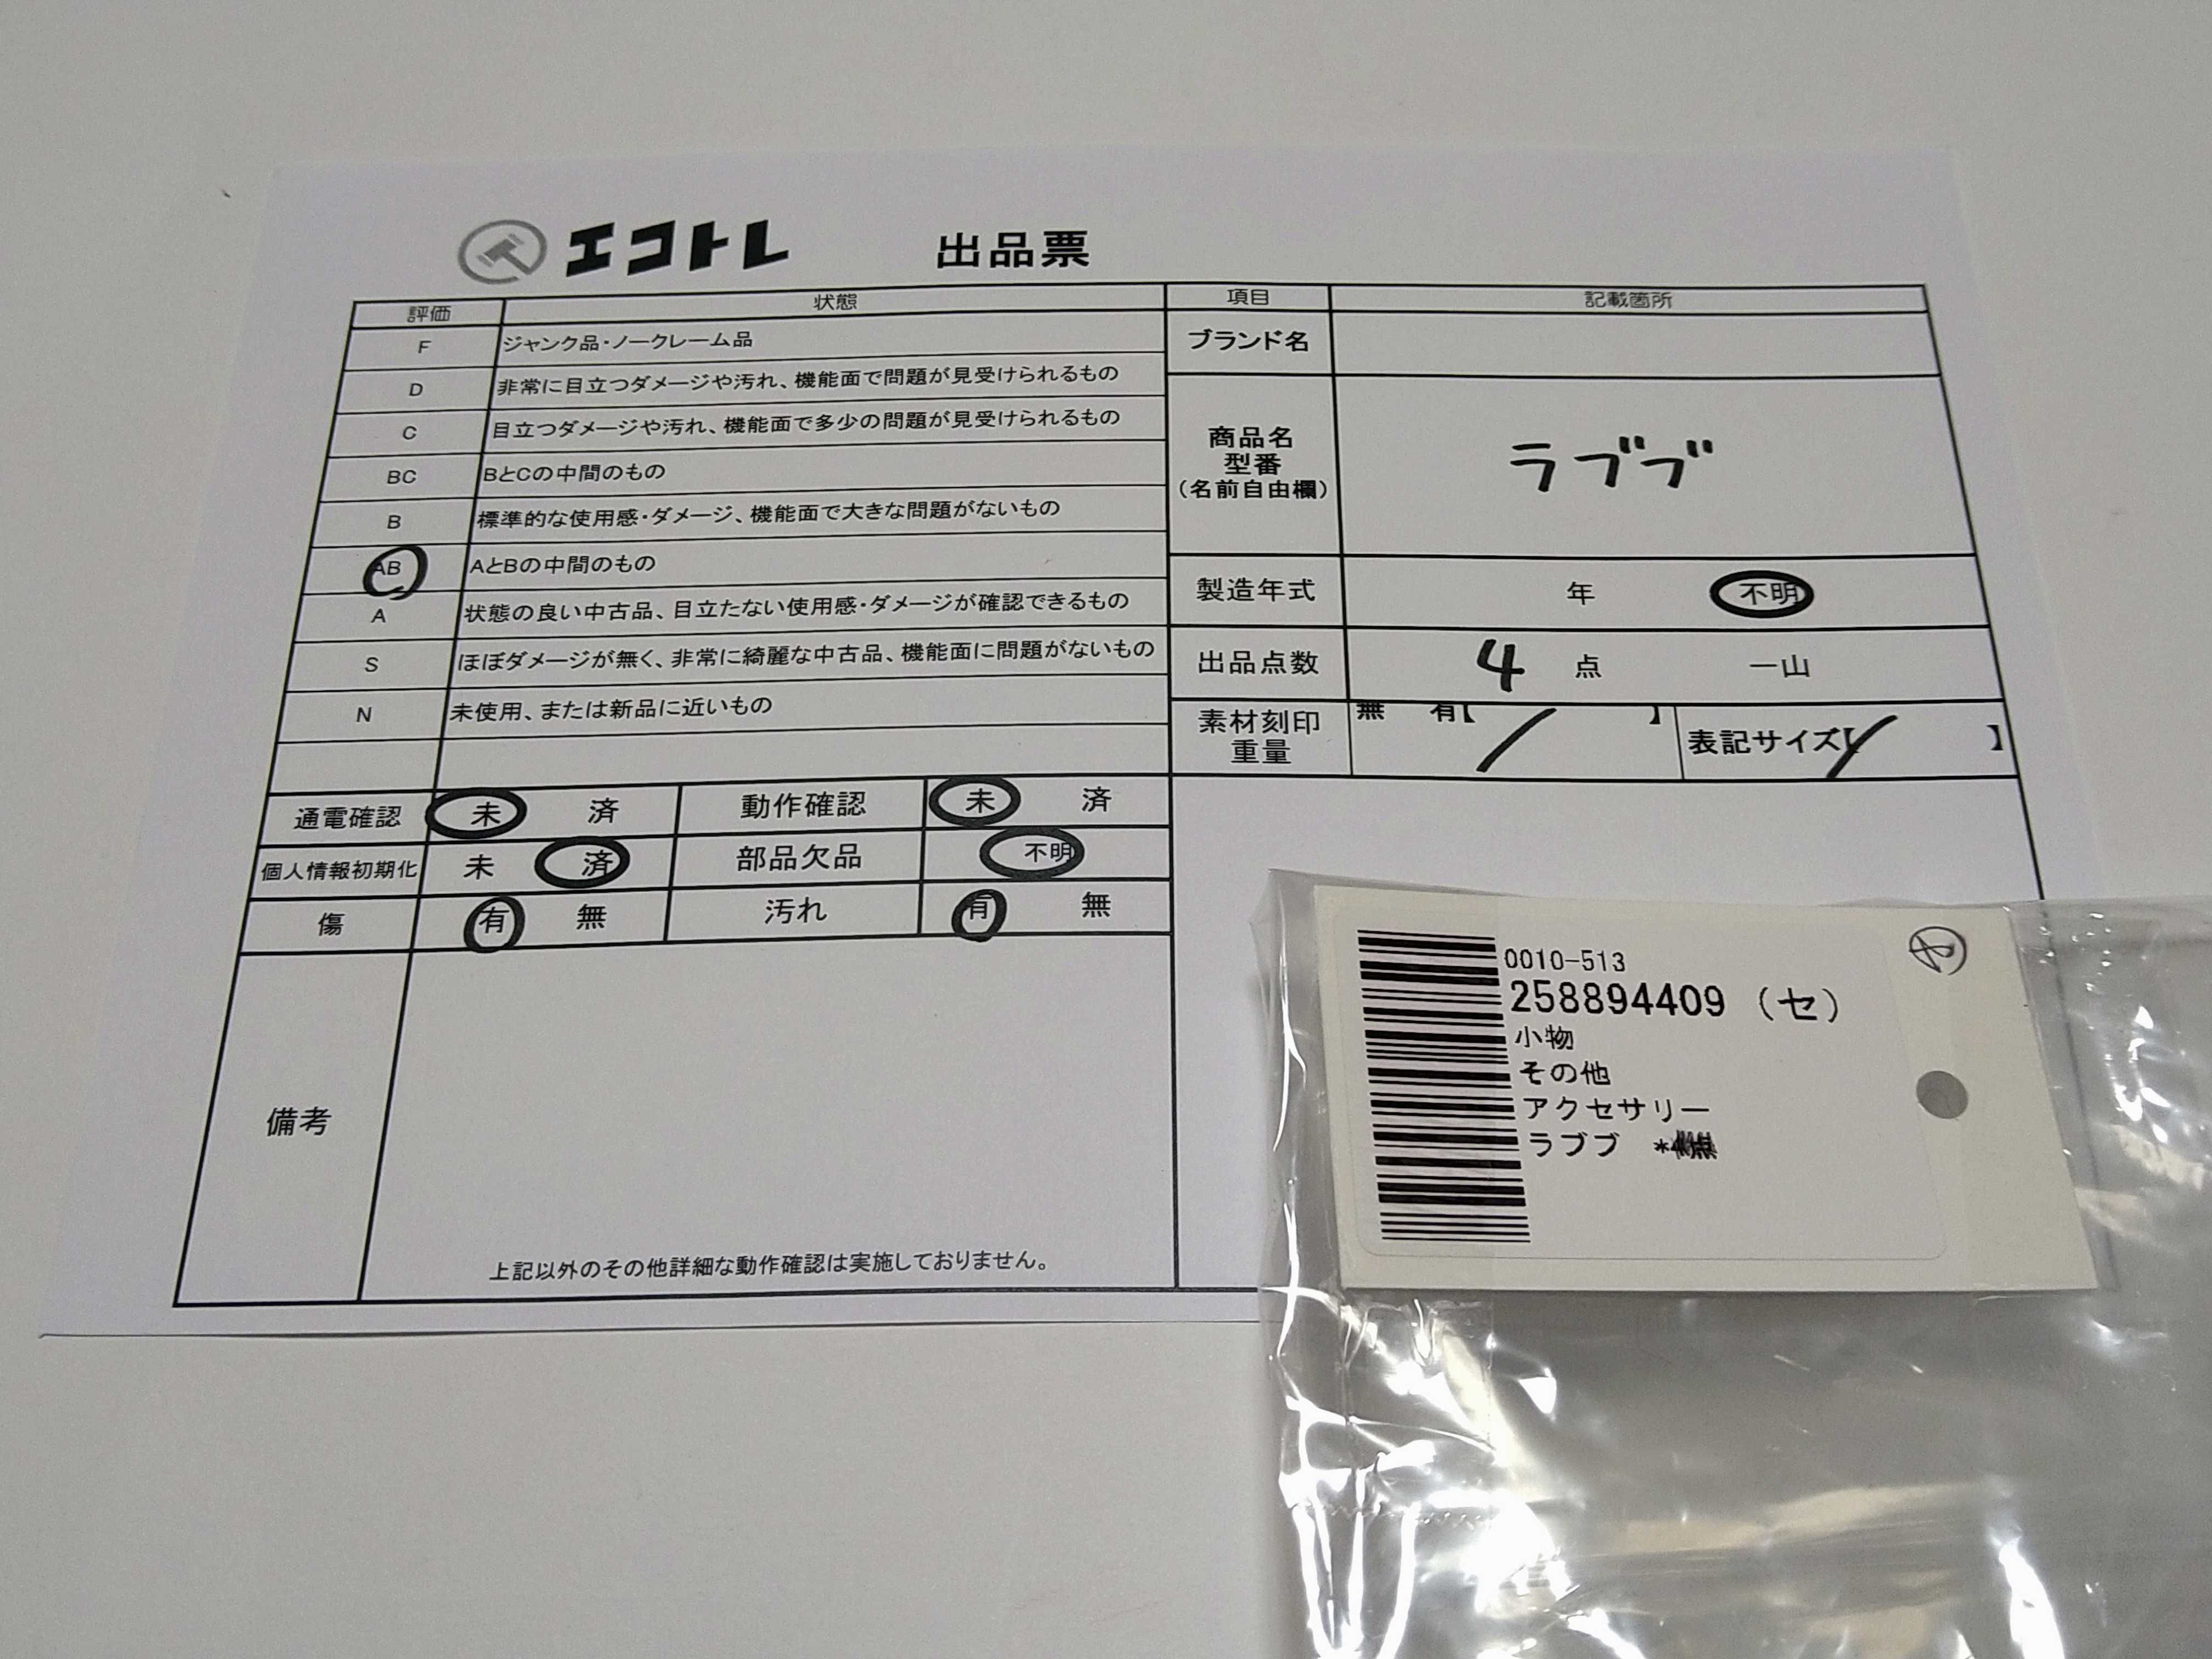 エコトレ 出品票
評価 状態 項目 記載箇所
F ジャンク品・ノークレーム品
D 非常に目立つダメージや汚れ、機能面で問題が見受けられるもの
C 目立つダメージや汚れ、機能面で多少の問題が見受けられるもの
BC BとCの中間のもの
B 標準的な使用感・ダメージ、機能面で大きな問題がないもの
AB AとBの中間のもの
A 状態の良い中古品、目立たない使用感・ダメージが確認できるもの
S ほぼダメージが無く、非常に綺麗な中古品、機能面に問題がないもの
N 未使用、または新品に近いもの
ブランド名
商品名
型番
(名前自由欄)
ラブブ
製造年式 年 不明
出品点数 4 点 一山
素材刻印
重量
無 有【 】 表記サイズ【 】
通電確認 未 済 動作確認 未 済
個人情報初期化 未 済 部品欠品 不明
傷 有 無 汚れ 有 無
備考
上記以外のその他詳細な動作確認は実施しておりません。
0010-513
258894409 (セ)
小物
その他
アクセサリー
ラブブ *